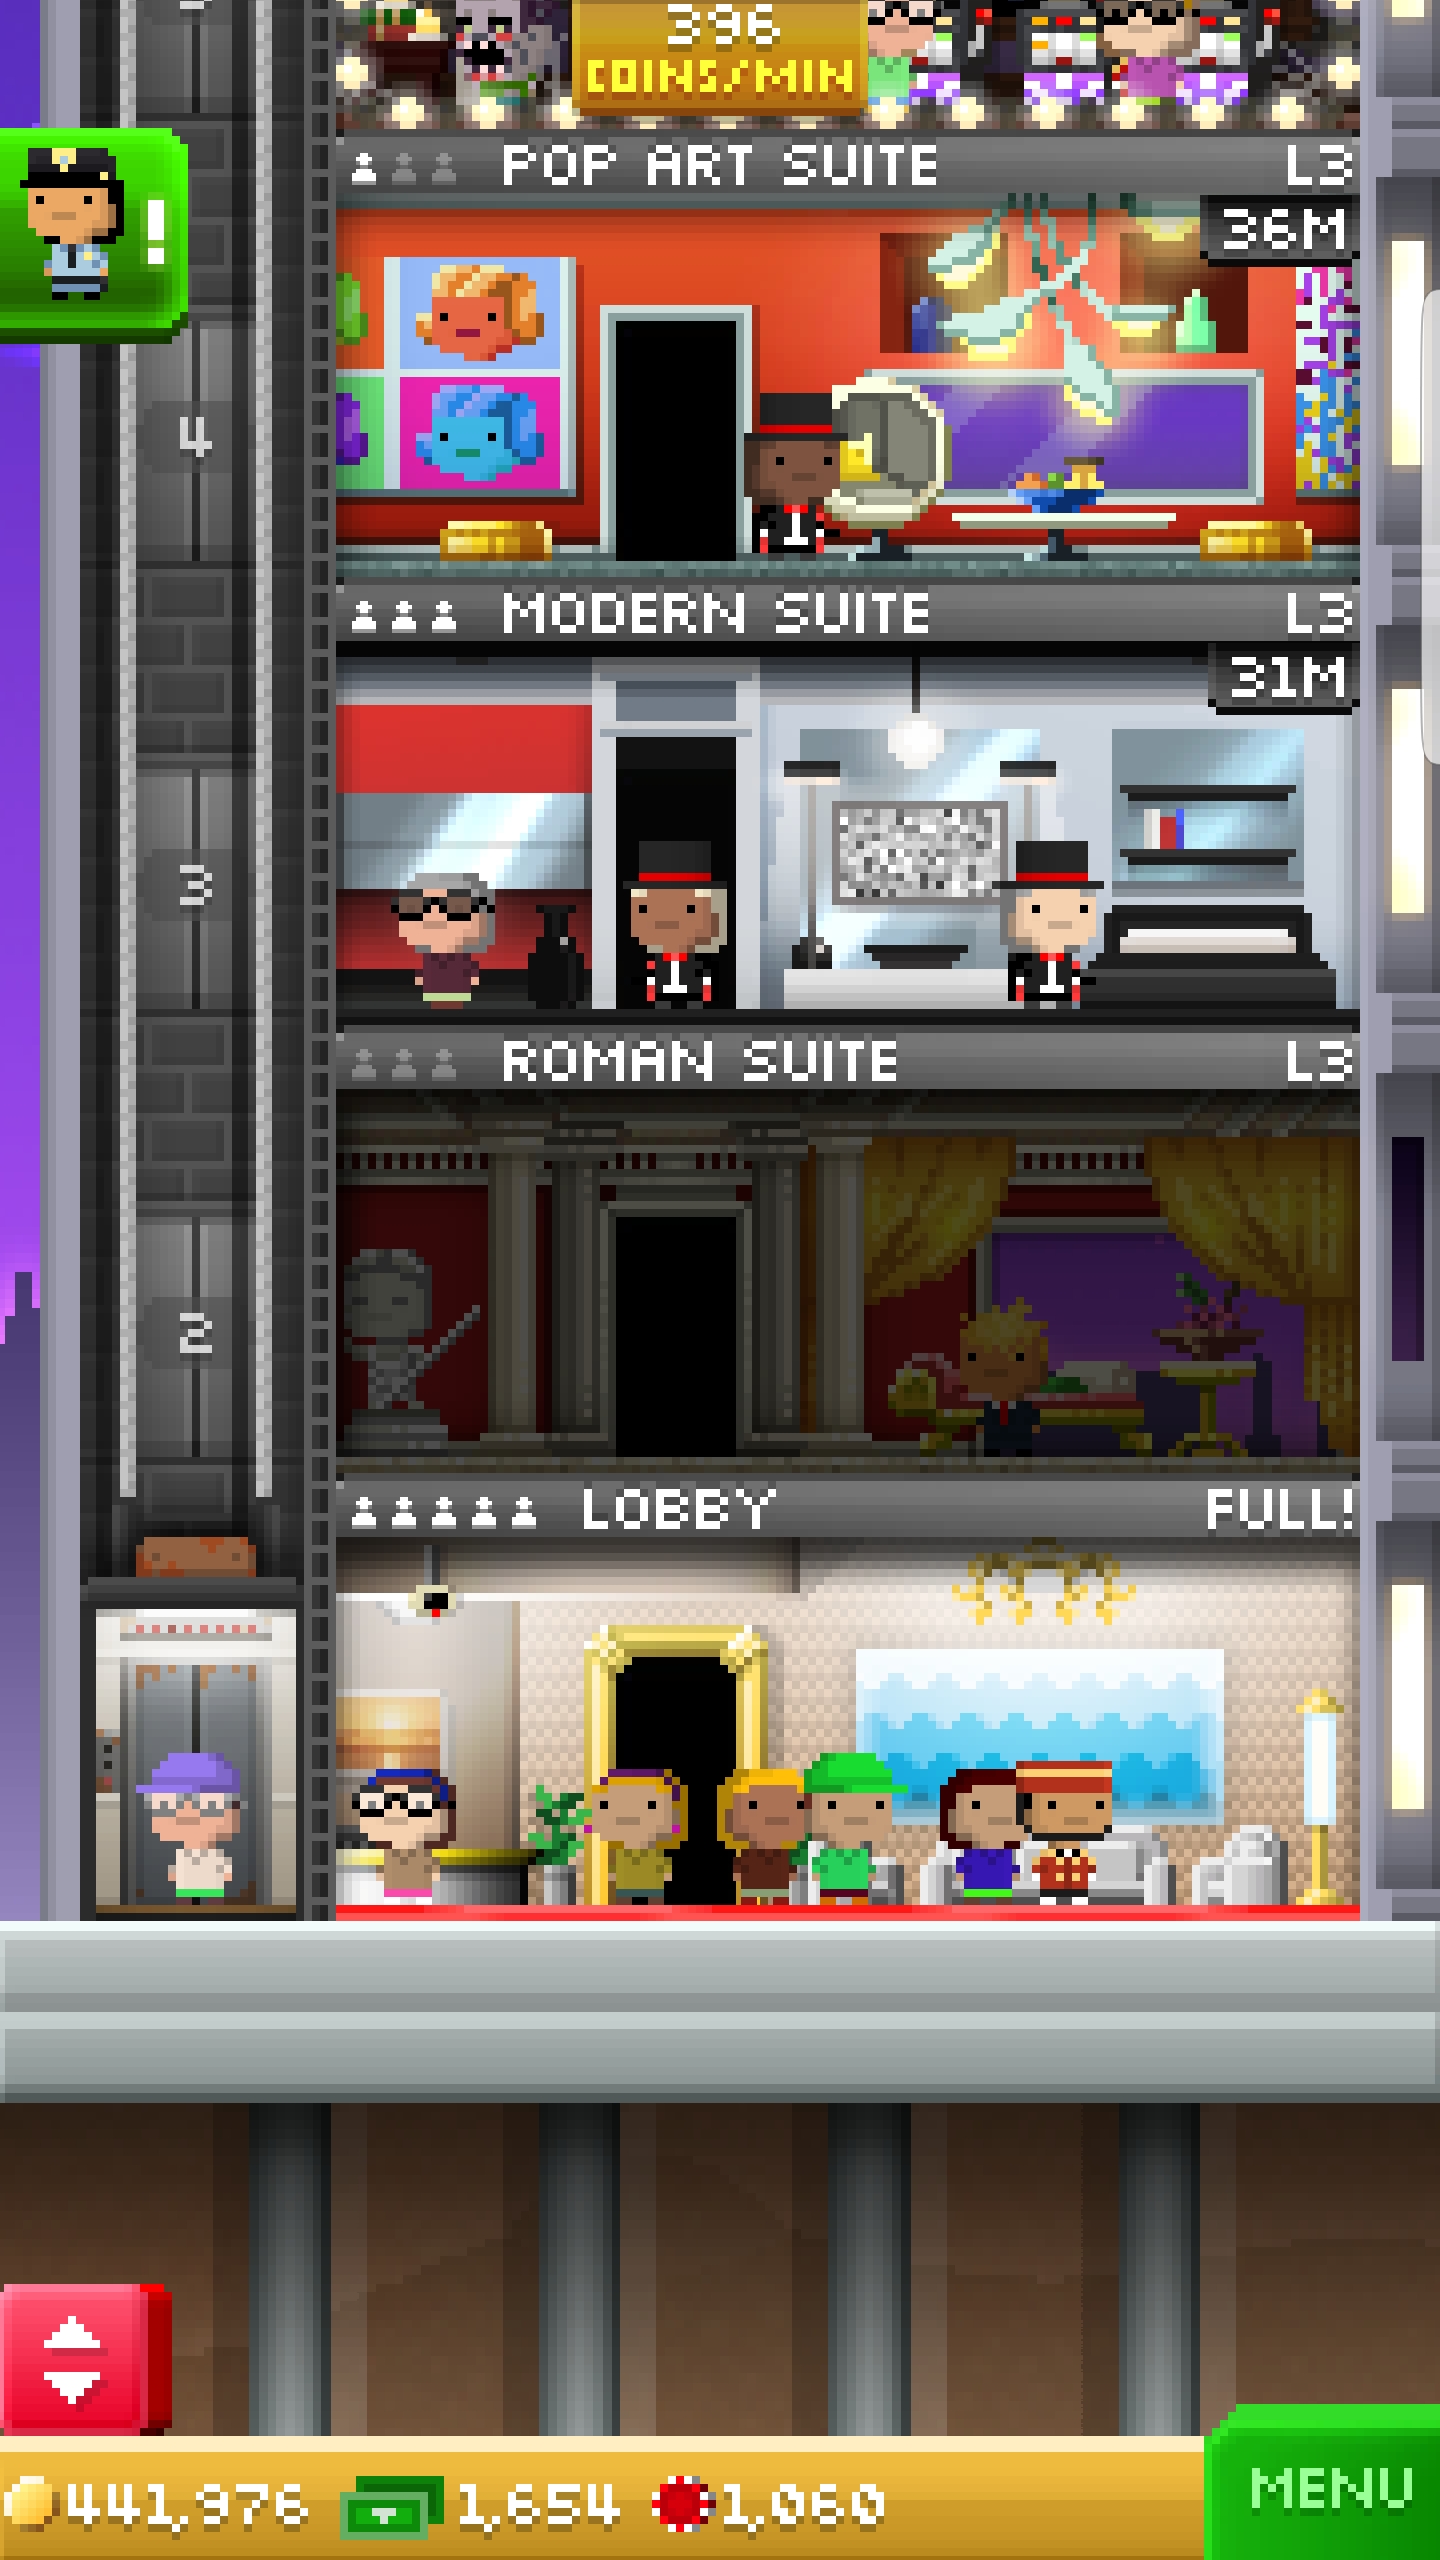 396
COINS/MIN
POP ART SUITE L3
36M
!
4
MODERN SUITE L3
31M
3
ROMAN SUITE L3
2
LOBBY FULL!
441,976 1,654 1,060
MENU